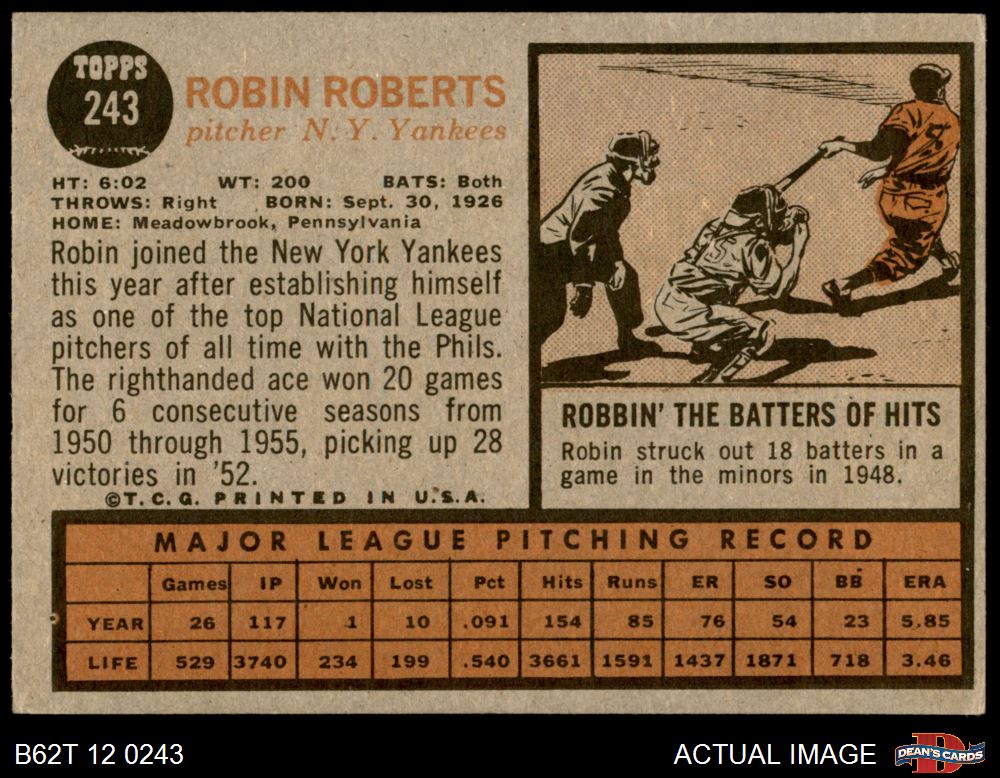 TOPPS
243
ROBIN ROBERTS
pitcher N. Y. Yankees
HT: 6:02 WT: 200 BATS: Both
THROWS: Right BORN: Sept. 30, 1926
HOME: Meadowbrook, Pennsylvania
Robin joined the New York Yankees
this year after establishing himself
as one of the top National League
pitchers of all time with the Phils.
The righthanded ace won 20 games
for 6 consecutive seasons from
1950 through 1955, picking up 28
victories in '52.
©T. C. G. PRINTED IN U.S.A.
ROBBIN' THE BATTERS OF HITS
Robin struck out 18 batters in a
game in the minors in 1948.
MAJOR LEAGUE PITCHING RECORD
Games IP Won Lost Pct Hits Runs ER SO BB ERA
YEAR 26 117 1 10 .091 154 85 76 54 23 5.85
LIFE 529 3740 234 199 .540 3661 1591 1437 1871 718 3.46
B62T 12 0243
ACTUAL IMAGE
DEAN'S CARDS